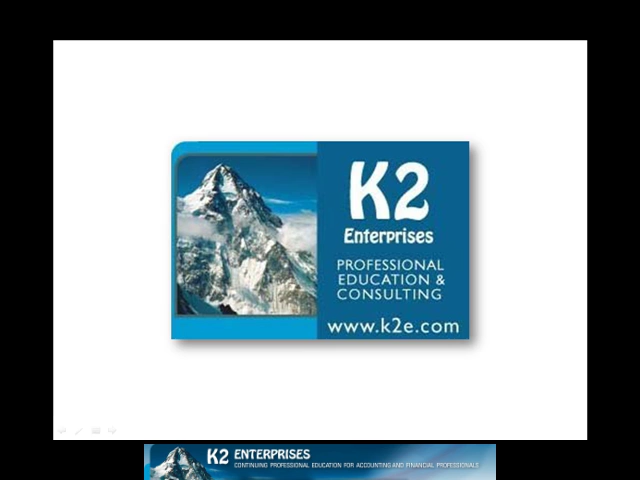 K2
Enterprises
PROFESSIONAL
EDUCATION &
CONSULTING
www.k2e.com
K2 ENTERPRISES
CONTINUING PROFESSIONAL EDUCATION FOR ACCOUNTING AND FINANCIAL PROFESSIONALS